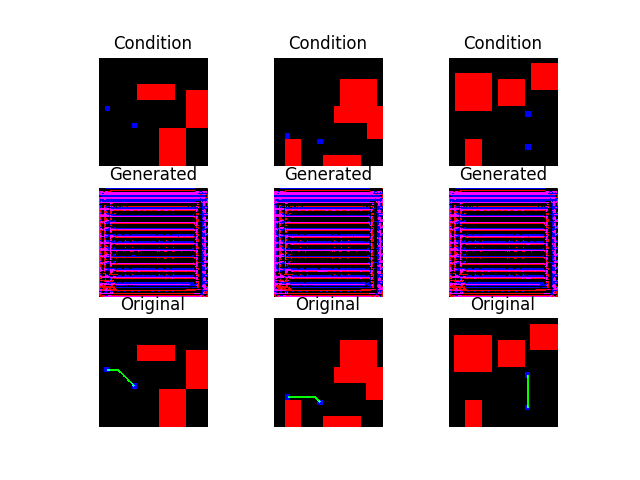 Condition
Condition
Condition
Generated
Generated
Generated
Original
Original
Original